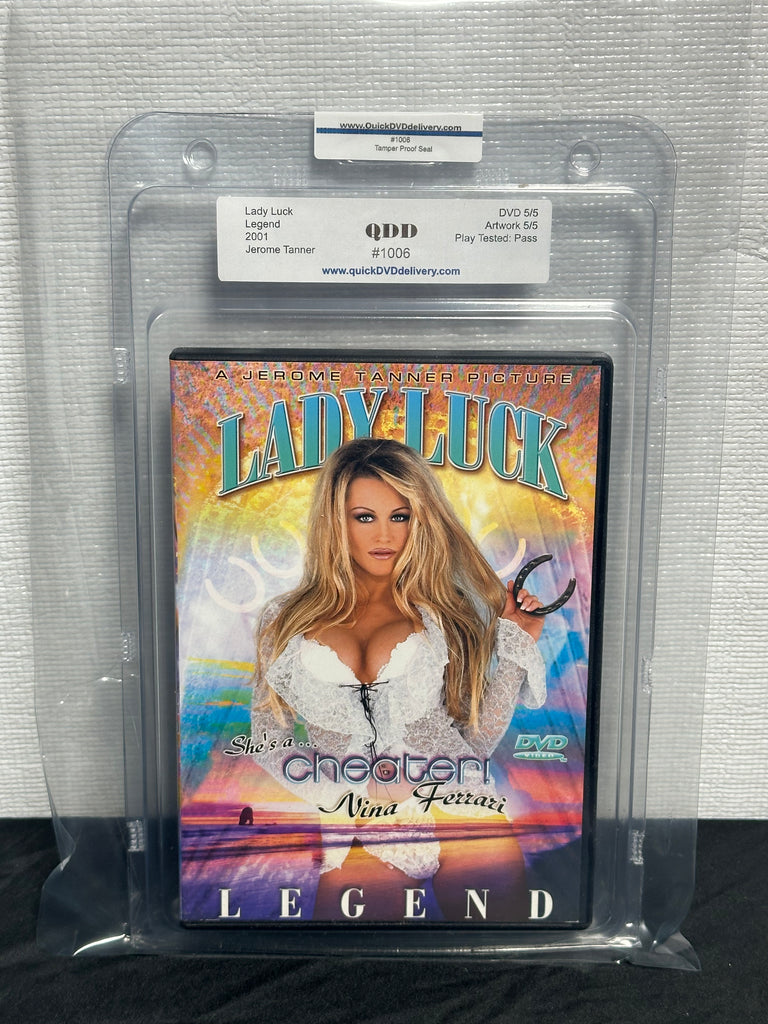 www.QuickDVDdelivery.com
#1006
Tamper Proof Seal
Lady Luck
Legend
2001
Jerome Tanner
QDD
#1006
DVD 5/5
Artwork 5/5
Play Tested: Pass
www.quickDVDdelivery.com
A JEROME TANNER PICTURE
LADY LUCK
She's a...
cheater!
Nina Ferrari
DVD
VIDEO
LEGEND